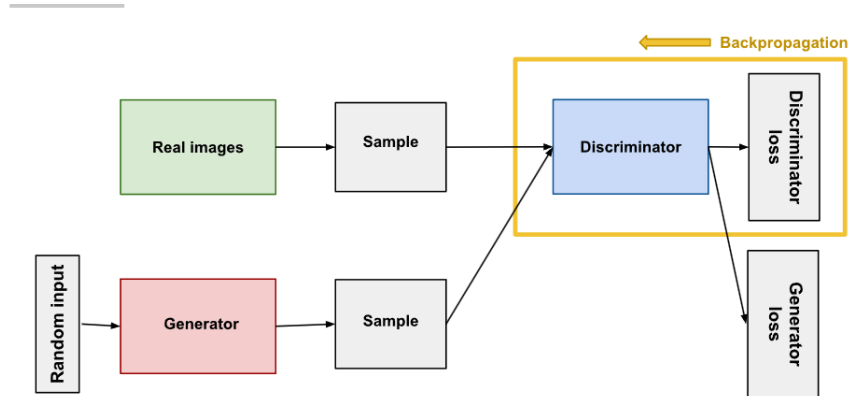 Backpropagation
Real images
Sample
Discriminator
Discriminator
loss
Random input
Generator
Sample
Generator
loss